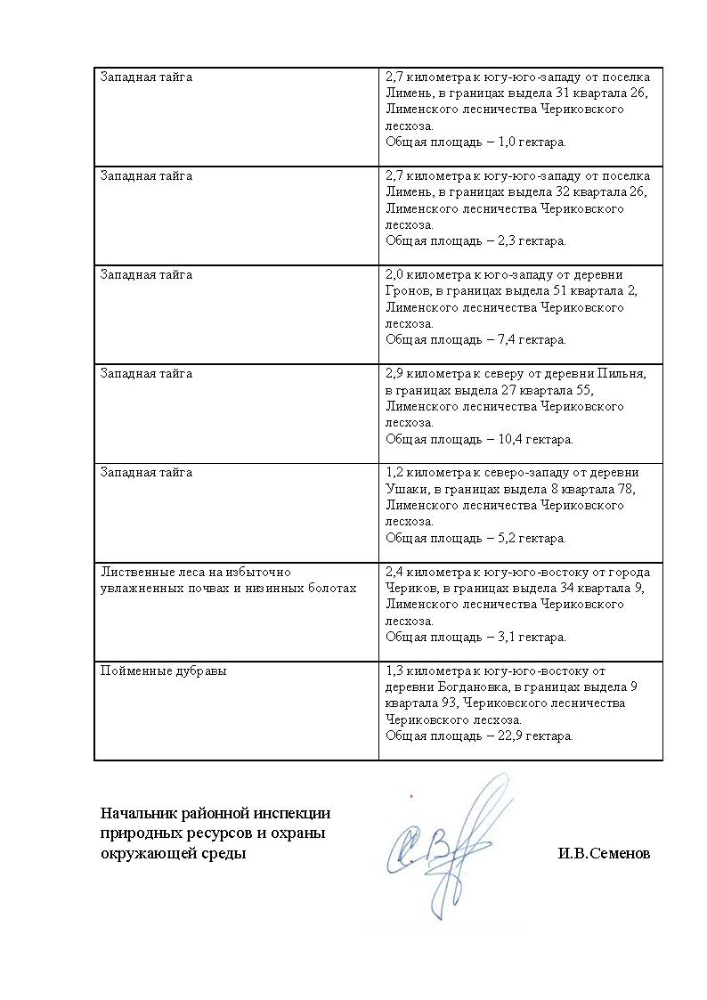 Западная тайга
2,7 километра к югу-юго-западу от поселка
Лимень, в границах выдела 31 квартала 26,
Лименского лесничества Чериковского
лесхоза.
Общая площадь – 1,0 гектара.
Западная тайга
2,7 километра к югу-юго-западу от поселка
Лимень, в границах выдела 32 квартала 26,
Лименского лесничества Чериковского
лесхоза.
Общая площадь – 2,3 гектара.
Западная тайга
2,0 километра к юго-западу от деревни
Гронов, в границах выдела 51 квартала 2,
Лименского лесничества Чериковского
лесхоза.
Общая площадь – 7,4 гектара.
Западная тайга
2,9 километра к северу от деревни Пильня,
в границах выдела 27 квартала 55,
Лименского лесничества Чериковского
лесхоза.
Общая площадь – 10,4 гектара.
Западная тайга
1,2 километра к северо-западу от деревни
Ушаки, в границах выдела 8 квартала 78,
Лименского лесничества Чериковского
лесхоза.
Общая площадь – 5,2 гектара.
Лиственные леса на избыточно
увлажненных почвах и низинных болотах
2,4 километра к югу-юго-востоку от города
Чериков, в границах выдела 34 квартала 9,
Лименского лесничества Чериковского
лесхоза.
Общая площадь – 3,1 гектара.
Пойменные дубравы
1,3 километра к югу-юго-востоку от
деревни Богдановка, в границах выдела 9
квартала 93, Чериковского лесничества
Чериковского лесхоза.
Общая площадь – 22,9 гектара.
Начальник районной инспекции
природных ресурсов и охраны
окружающей среды
И.В.Семенов